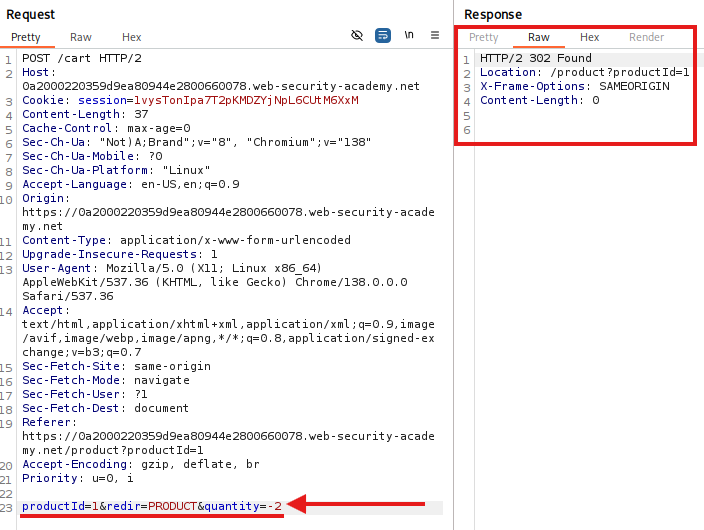 Request
Pretty Raw Hex
\n
1 POST /cart HTTP/2
2 Host:
0a2000220359d9ea80944e2800660078.web-security-academy.net
3 Cookie: session=1vysTonIpa7T2pKMDZYjNpL6CUtM6XxM
4 Content-Length: 37
5 Cache-Control: max-age=0
6 Sec-Ch-Ua: "Not)A;Brand";v="8", "Chromium";v="138"
7 Sec-Ch-Ua-Mobile: ?0
8 Sec-Ch-Ua-Platform: "Linux"
9 Accept-Language: en-US,en;q=0.9
10 Origin:
https://0a2000220359d9ea80944e2800660078.web-security-acade
my.net
11 Content-Type: application/x-www-form-urlencoded
12 Upgrade-Insecure-Requests: 1
13 User-Agent: Mozilla/5.0 (X11; Linux x86_64)
AppleWebKit/537.36 (KHTML, like Gecko) Chrome/138.0.0.0
Safari/537.36
14 Accept:
text/html,application/xhtml+xml,application/xml;q=0.9,image
/avif,image/webp,image/apng,*/*;q=0.8,application/signed-ex
change;v=b3;q=0.7
15 Sec-Fetch-Site: same-origin
16 Sec-Fetch-Mode: navigate
17 Sec-Fetch-User: ?1
18 Sec-Fetch-Dest: document
19 Referer:
https://0a2000220359d9ea80944e2800660078.web-security-acade
my.net/product?productId=1
20 Accept-Encoding: gzip, deflate, br
21 Priority: u=0, i
22
23 productId=1&redir=PRODUCT&quantity=-2
Response
Pretty Raw Hex Render
1 HTTP/2 302 Found
2 Location: /product?productId=1
3 X-Frame-Options: SAMEORIGIN
4 Content-Length: 0
5
6